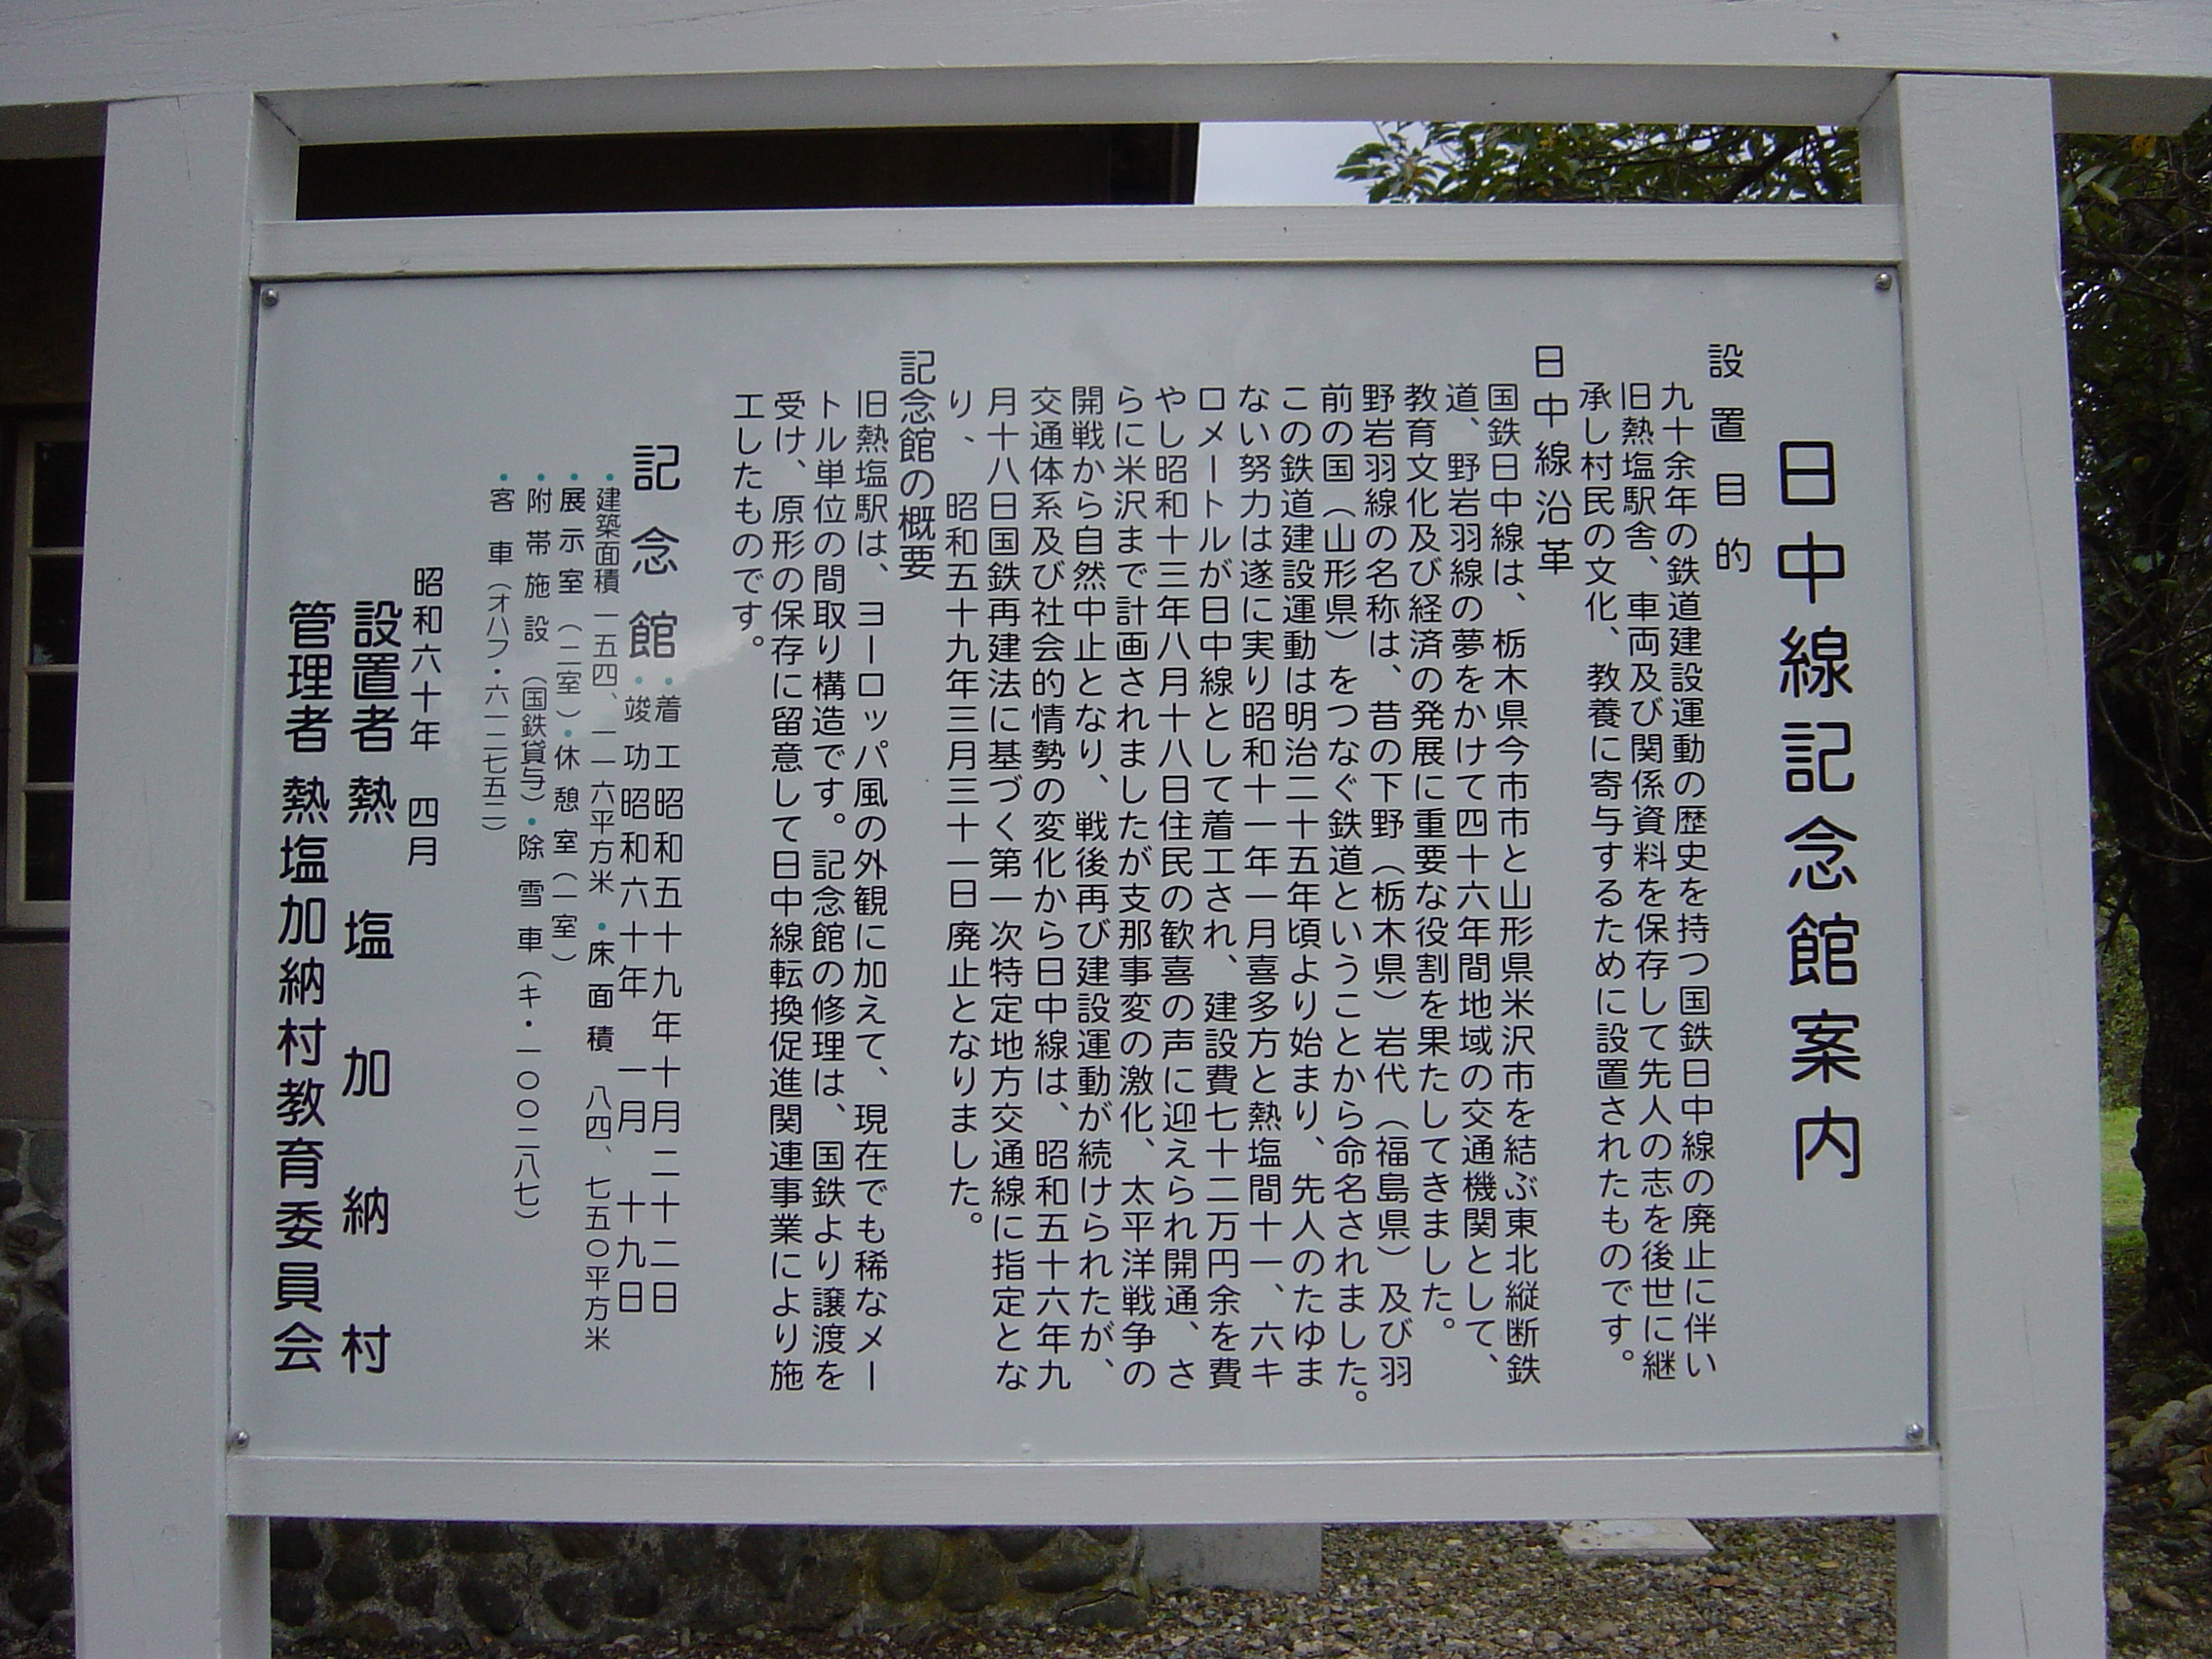 日中線記念館案内
設置目的
九十余年の鉄道建設運動の歴史を持つ国鉄日中線の廃止に伴い
旧熱塩駅舎、車両及び関係資料を保存して先人の志を後世に継
承し村民の文化、教養に寄与するために設置されたものです。
日中線沿革
国鉄日中線は、栃木県今市市と山形県米沢市を結ぶ東北縦断鉄
道、野岩羽線の夢をかけて四十六年間地域の交通機関として、
教育文化及び経済の発展に重要な役割を果たしてきました。
野岩羽線の名称は、昔の下野（栃木県）岩代（福島県）及び羽
前の国（山形県）をつなぐ鉄道ということから命名されました。
この鉄道建設運動は明治二十五年頃より始まり、先人のたゆま
ない努力は遂に実り昭和十一年一月喜多方と熱塩間十一、六キ
ロメートルが日中線として着工され、建設費七十二万円余を費
やし昭和十三年八月十八日住民の歓喜の声に迎えられ開通、さ
らに米沢まで計画されましたが支那事変の激化、太平洋戦争の
開戦から自然中止となり、戦後再び建設運動が続けられたが、
交通体系及び社会的情勢の変化から日中線は、昭和五十六年九
月十八日国鉄再建法に基づく第一次特定地方交通線に指定とな
り、昭和五十九年三月三十一日廃止となりました。
記念館の概要
旧熱塩駅は、ヨーロッパ風の外観に加えて、現在でも稀なメー
トル単位の間取り構造です。記念館の修理は、国鉄より譲渡を
受け、原形の保存に留意して日中線転換促進関連事業により施
工したものです。
記念館
・着工 昭和五十九年十月二十二日
・竣功 昭和六十年 一月 十九日
・建築面積 一五四、一一六平方米 ・床面積 八四、七五〇平方米
・展示室（二室）・休憩室（一室）
・附帯施設（国鉄貸与）・除雪車（キ・一〇〇二八七）
・客車（オハフ・六一二七五二）
昭和六十年 四月
設置者 熱塩加納村
管理者 熱塩加納村教育委員会